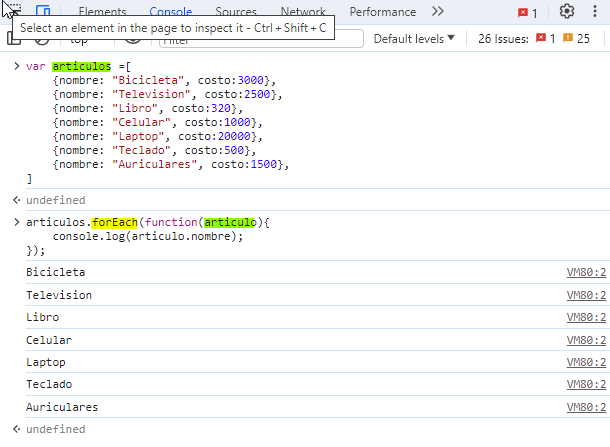 Elements Console Sources Network Performance 1
Select an element in the page to inspect it - Ctrl + Shift + C
top Filter Default levels 26 Issues: 1 25
var articulos =[
{nombre: "Bicicleta", costo:3000},
{nombre: "Television", costo:2500},
{nombre: "Libro", costo:320},
{nombre: "Celular", costo:1000},
{nombre: "Laptop", costo:20000},
{nombre: "Teclado", costo:500},
{nombre: "Auriculares", costo:1500},
]
undefined
articulos.forEach(function(articulo){
console.log(articulo.nombre);
});
Bicicleta VM80:2
Television VM80:2
Libro VM80:2
Celular VM80:2
Laptop VM80:2
Teclado VM80:2
Auriculares VM80:2
undefined